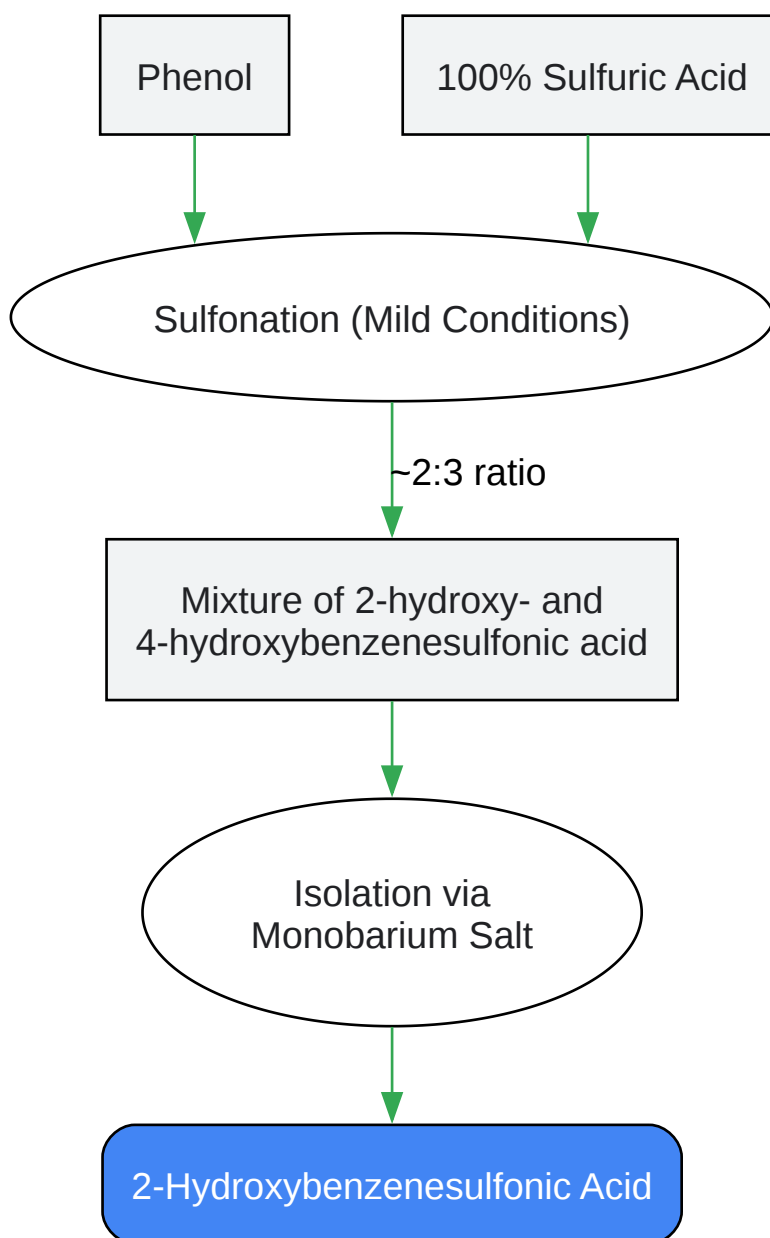 Phenol
100% Sulfuric Acid
Sulfonation (Mild Conditions)
~2:3 ratio
Mixture of 2-hydroxy- and
4-hydroxybenzenesulfonic acid
Isolation via
Monobarium Salt
2-Hydroxybenzenesulfonic Acid